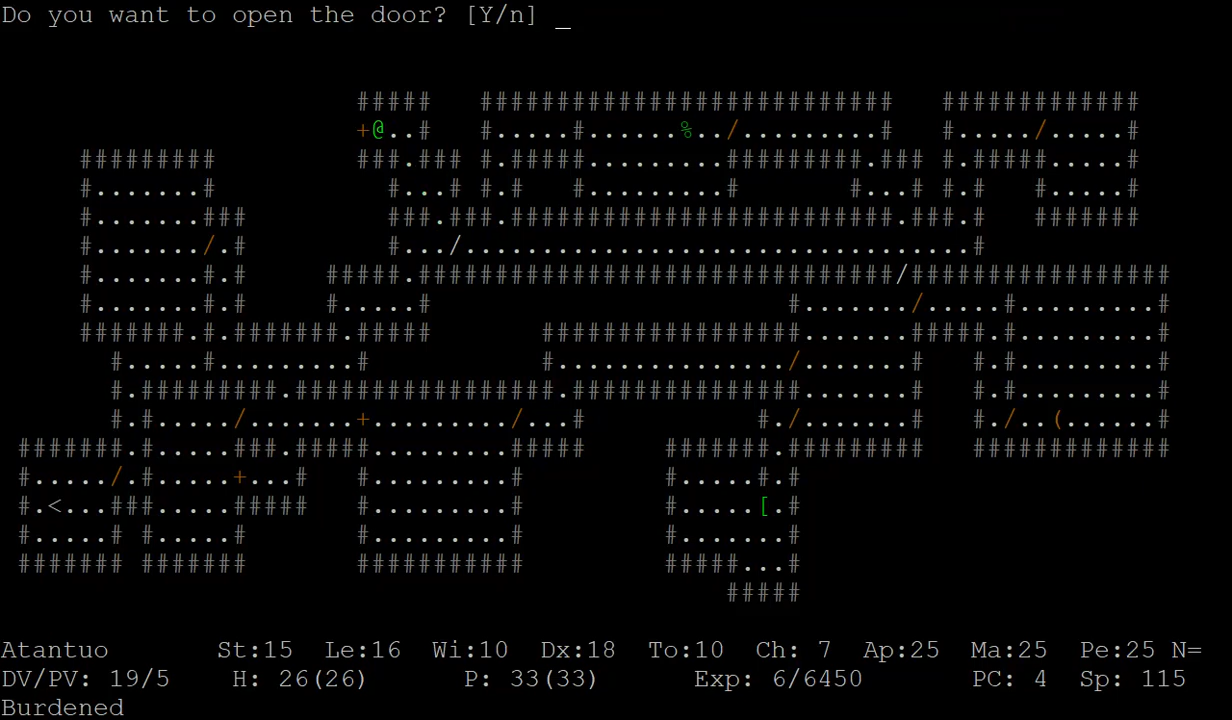 Do you want to open the door? [Y/n] _
##### ########################### #############
+@..# #.....#......%../.........# #...../.....#
######### ###.### #.#####.........#########.### #.#####.....#
#.......# #...# #.# #.........# #...# #.# #.....#
#.......### ###.###.##########################.###.# #######
#......./.# #.../.................................#
#.......#.# #####.###############################/#################
#.......#.# #.....# #......./.....#.........#
#######.#.#######.##### #################.......#####.#.........#
#.....#.........# #.............../.......# #.#.........#
#.#########.#################.###############.......# #.#.........#
#.#...../.......+........./...# #./.......# #./..(......#
#######.#.....###.#####.........##### #######.######### #############
#...../.#.....+...# #.........# #.....#.#
#.<...###.....##### #.........# #.....[.#
#.....# #.....# #.........# #.......#
####### ####### ########### #####...#
#####
Atantuo St:15 Le:16 Wi:10 Dx:18 To:10 Ch: 7 Ap:25 Ma:25 Pe:25 N=
DV/PV: 19/5 H: 26(26) P: 33(33) Exp: 6/6450 PC: 4 Sp: 115
Burdened